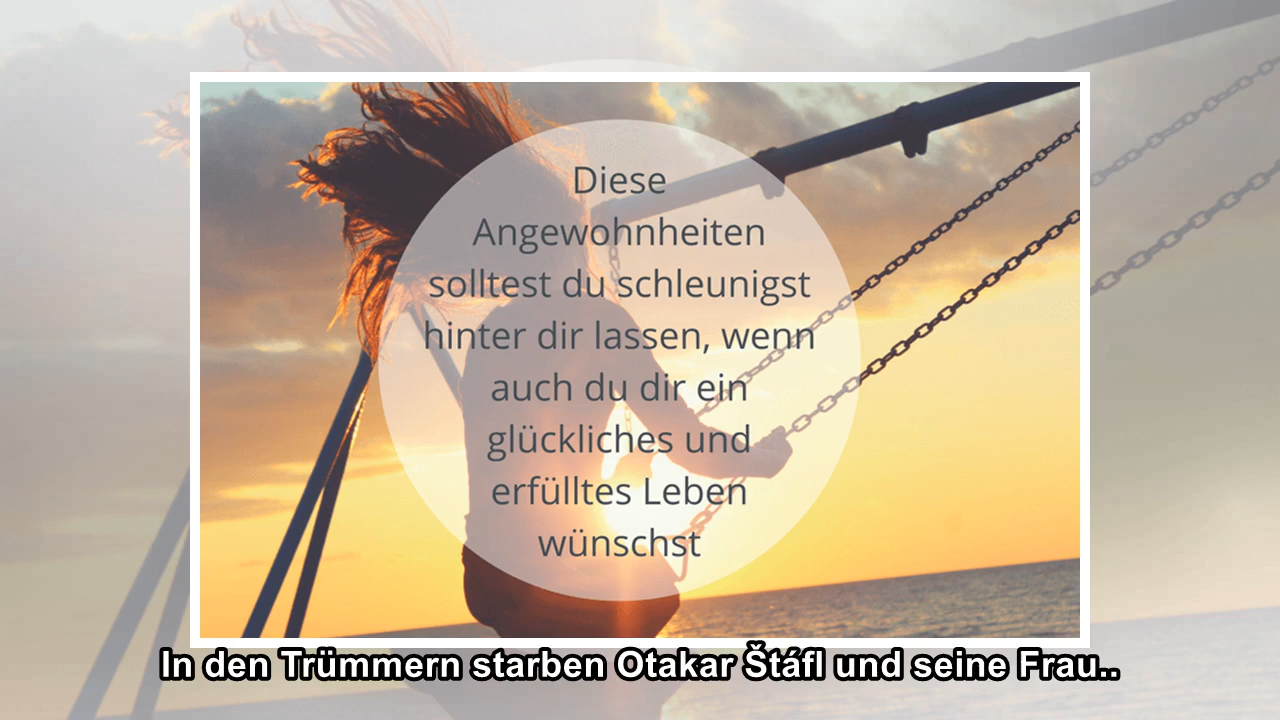 Diese
Angewohnheiten
solltest du schleunigst
hinter dir lassen, wenn
auch du dir ein
glückliches und
erfülltes Leben
wünschst
In den Trümmern starben Otakar Štáfl und seine Frau..